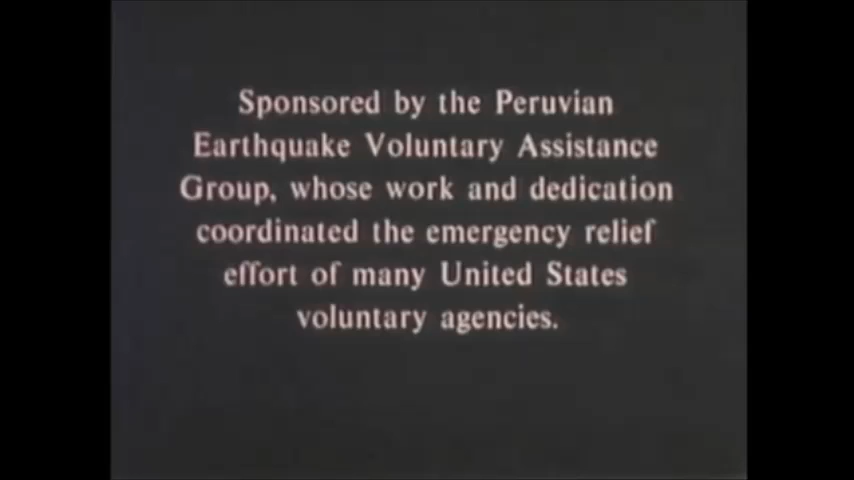 Sponsored by the Peruvian
Earthquake Voluntary Assistance
Group, whose work and dedication
coordinated the emergency relief
effort of many United States
voluntary agencies.